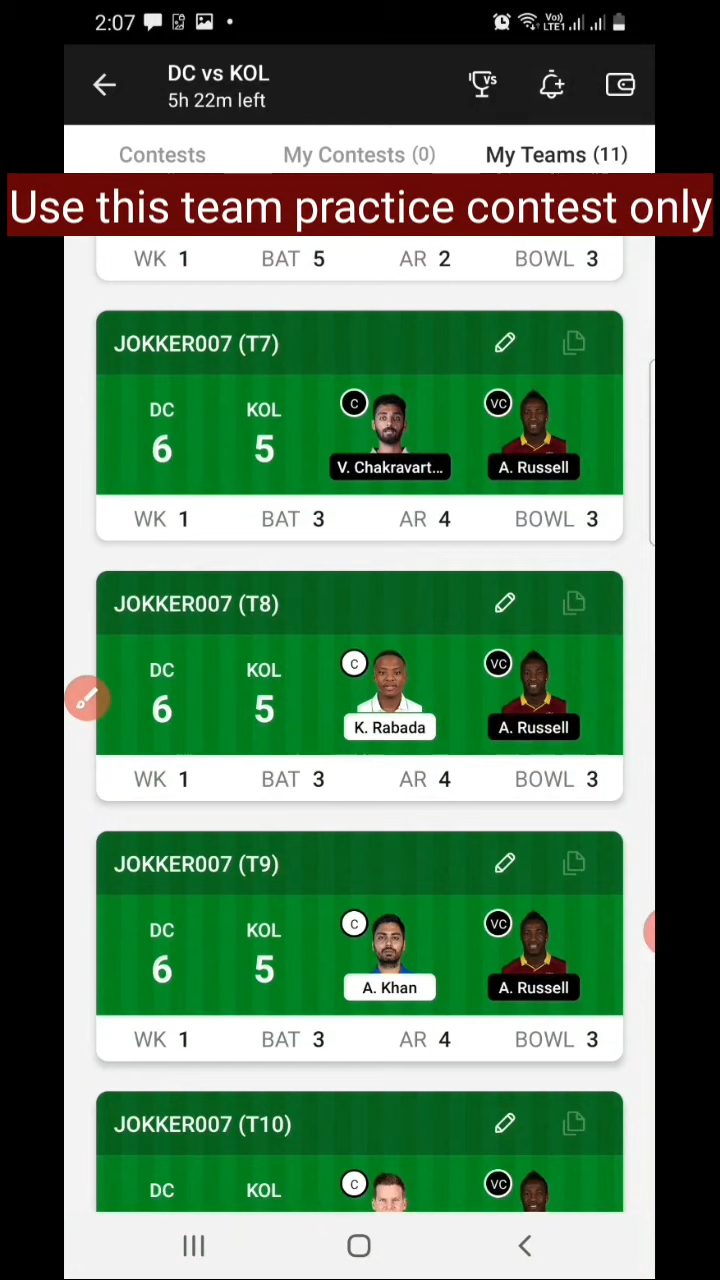 2:07
Vo)) LTE1
DC vs KOL
5h 22m left
VS
Contests My Contests (0) My Teams (11)
Use this team practice contest only
WK 1 BAT 5 AR 2 BOWL 3
JOKKER007 (T7)
DC KOL C VC
6 5
V. Chakravart... A. Russell
WK 1 BAT 3 AR 4 BOWL 3
JOKKER007 (T8)
DC KOL C VC
6 5
K. Rabada A. Russell
WK 1 BAT 3 AR 4 BOWL 3
JOKKER007 (T9)
DC KOL C VC
6 5
A. Khan A. Russell
WK 1 BAT 3 AR 4 BOWL 3
JOKKER007 (T10)
DC KOL C VC